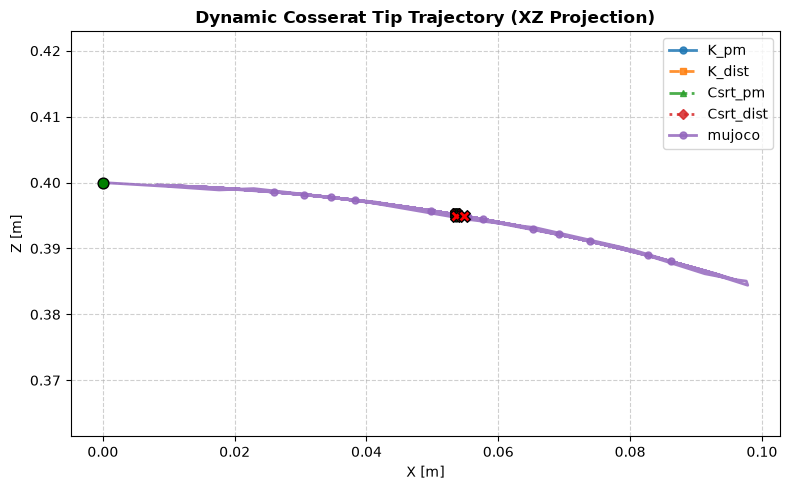 Dynamic Cosserat Tip Trajectory (XZ Projection)
K_pm
K_dist
Csrt_pm
Csrt_dist
mujoco
Z [m]
0.42
0.41
0.40
0.39
0.38
0.37
0.00
0.02
0.04
0.06
0.08
0.10
X [m]